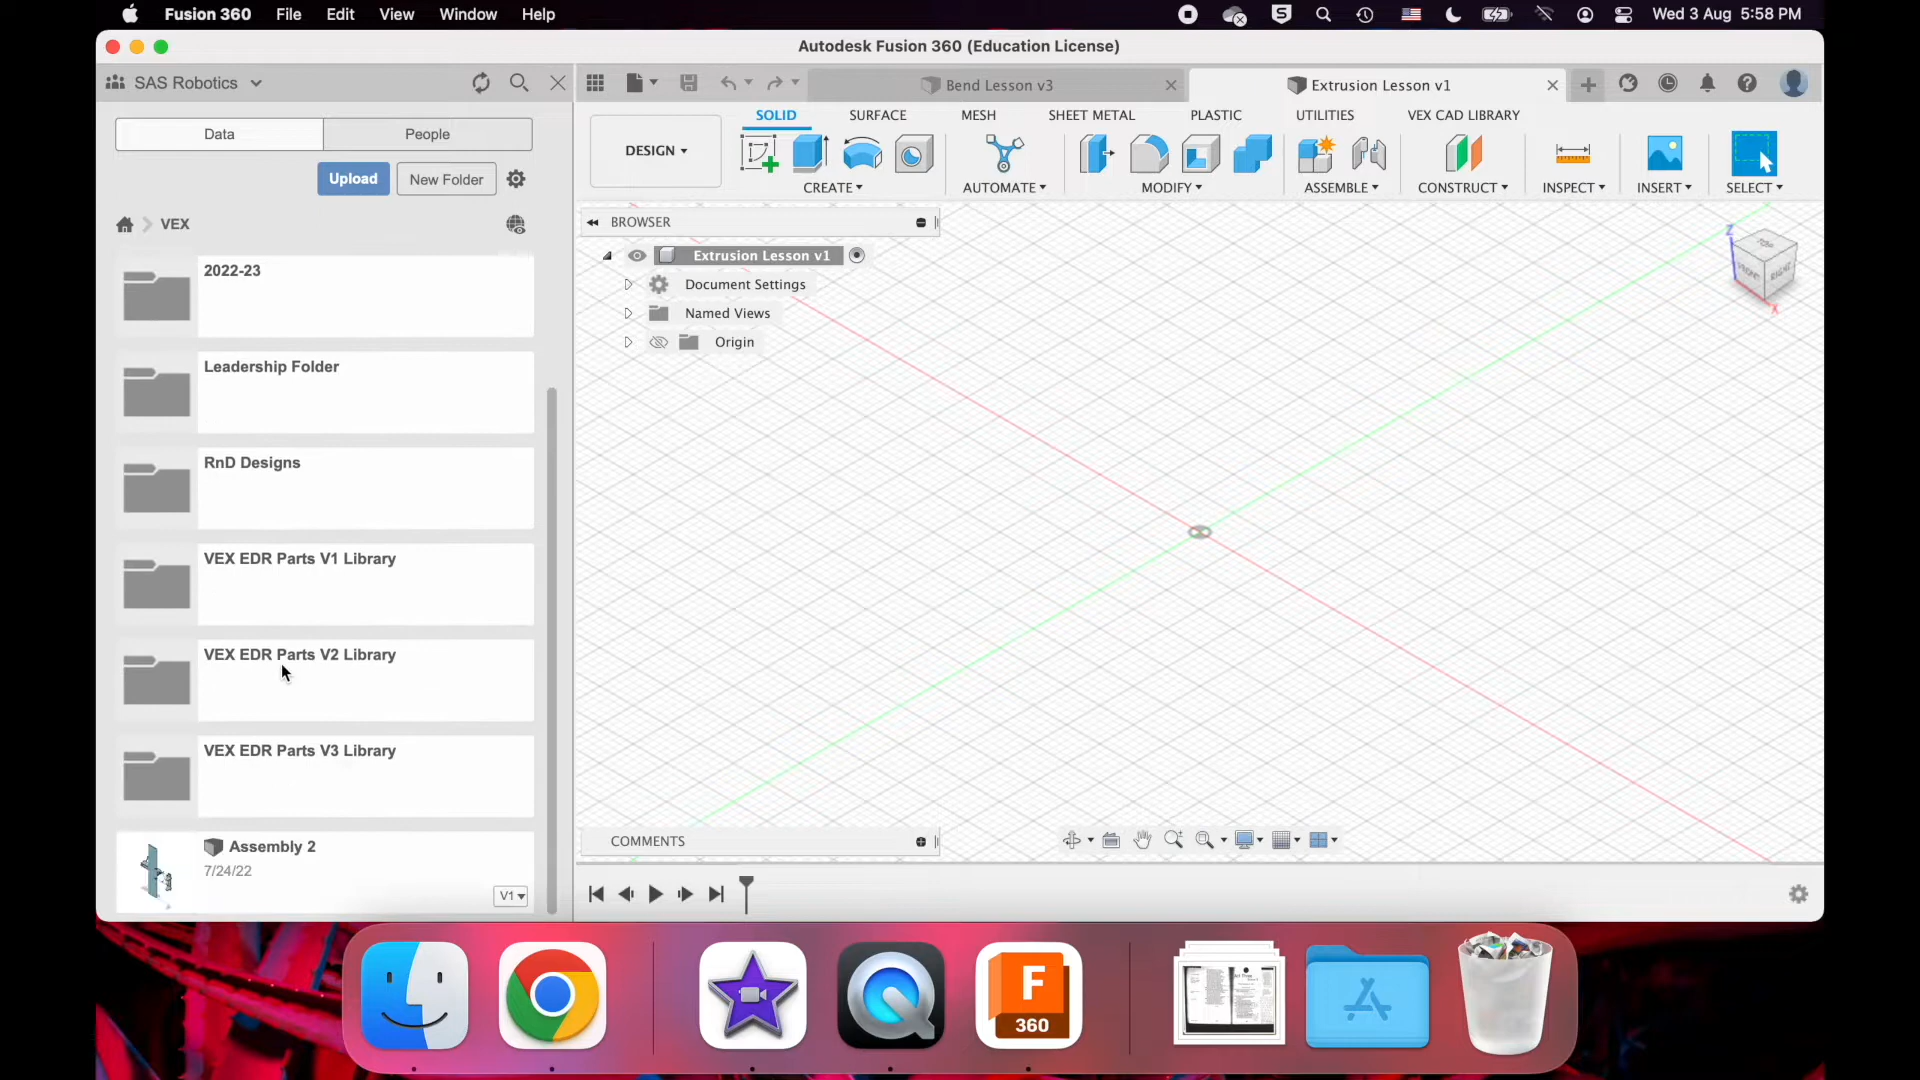 Fusion 360 File Edit View Window Help Wed 3 Aug 5:58 PM
Autodesk Fusion 360 (Education License)
SAS Robotics
Bend Lesson v3
Extrusion Lesson v1
SOLID SURFACE MESH SHEET METAL PLASTIC UTILITIES VEX CAD LIBRARY
Data People
DESIGN
Upload New Folder
CREATE AUTOMATE MODIFY ASSEMBLE CONSTRUCT INSPECT INSERT SELECT
VEX
BROWSER
Extrusion Lesson v1
Document Settings
Named Views
Origin
Z
TOP
FRONT
RIGHT
X
2022-23
Leadership Folder
RnD Designs
VEX EDR Parts V1 Library
VEX EDR Parts V2 Library
VEX EDR Parts V3 Library
Assembly 2
7/24/22
V1
COMMENTS
F
360